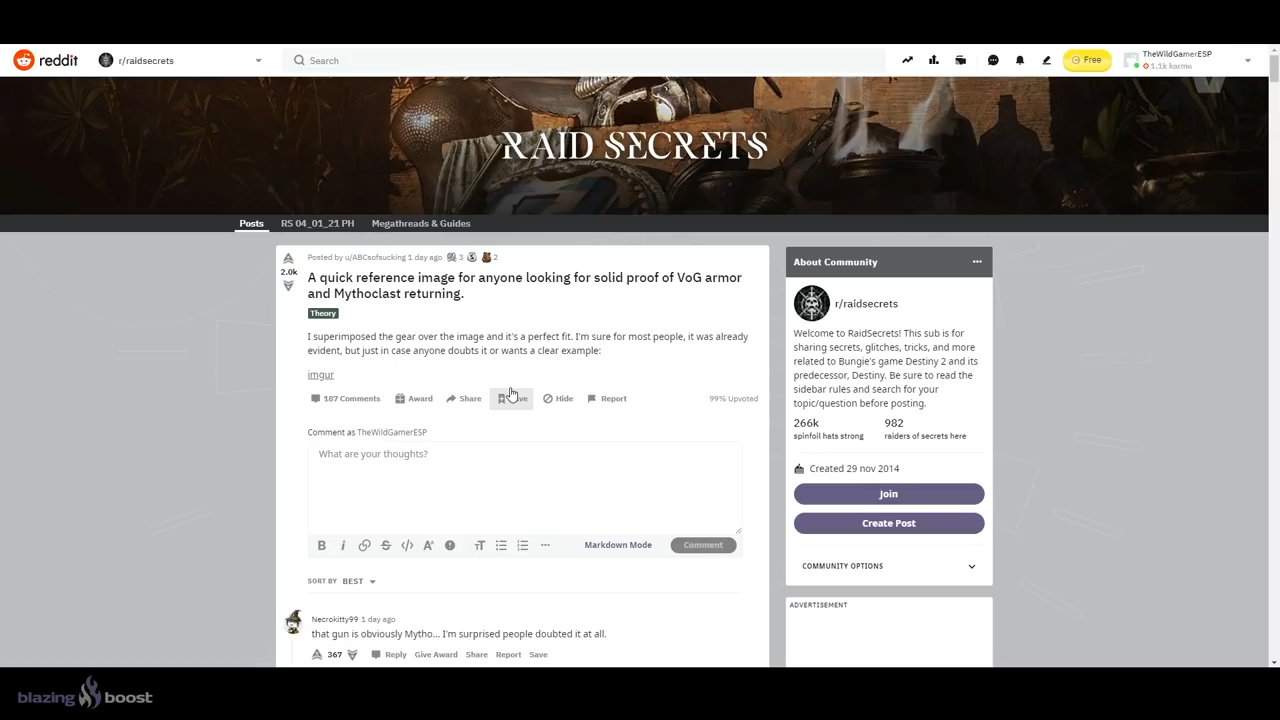 reddit
r/raidsecrets
Search
Free
TheWildGamerESP
1.1k karma
RAID SECRETS
Posts
RS 04_01_21 PH
Megathreads & Guides
2.0k
Posted by u/ABCsofsucking 1 day ago
3
2
A quick reference image for anyone looking for solid proof of VoG armor
and Mythoclast returning.
Theory
I superimposed the gear over the image and it's a perfect fit. I'm sure for most people, it was already
evident, but just in case anyone doubts it or wants a clear example:
imgur
187 Comments
Award
Share
Hide
Report
99% Upvoted
Comment as TheWildGamerESP
What are your thoughts?
Markdown Mode
Comment
SORT BY BEST
Necrokitty99 1 day ago
that gun is obviously Mytho... I'm surprised people doubted it at all.
367
Reply
Give Award
Share
Report
Save
About Community
r/raidsecrets
Welcome to RaidSecrets! This sub is for
sharing secrets, glitches, tricks, and more
related to Bungie's game Destiny 2 and its
predecessor, Destiny. Be sure to read the
sidebar rules and search for your
topic/question before posting.
266k
982
spinfoil hats strong
raiders of secrets here
Created 29 nov 2014
Join
Create Post
COMMUNITY OPTIONS
ADVERTISEMENT
blazing boost